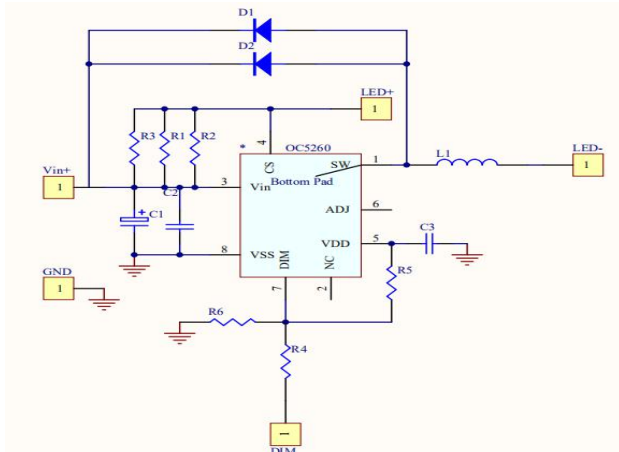 D1
D2
LED+
1
R3
R1
R2
*
OC5260
4
CS
SW
1
L1
LED-
1
Vin+
1
3
Vin
Bottom Pad
C2
+
C1
ADJ
6
8
VSS
VDD
5
C3
DIM
NC
7
2
R5
GND
1
R6
R4
1
DIM